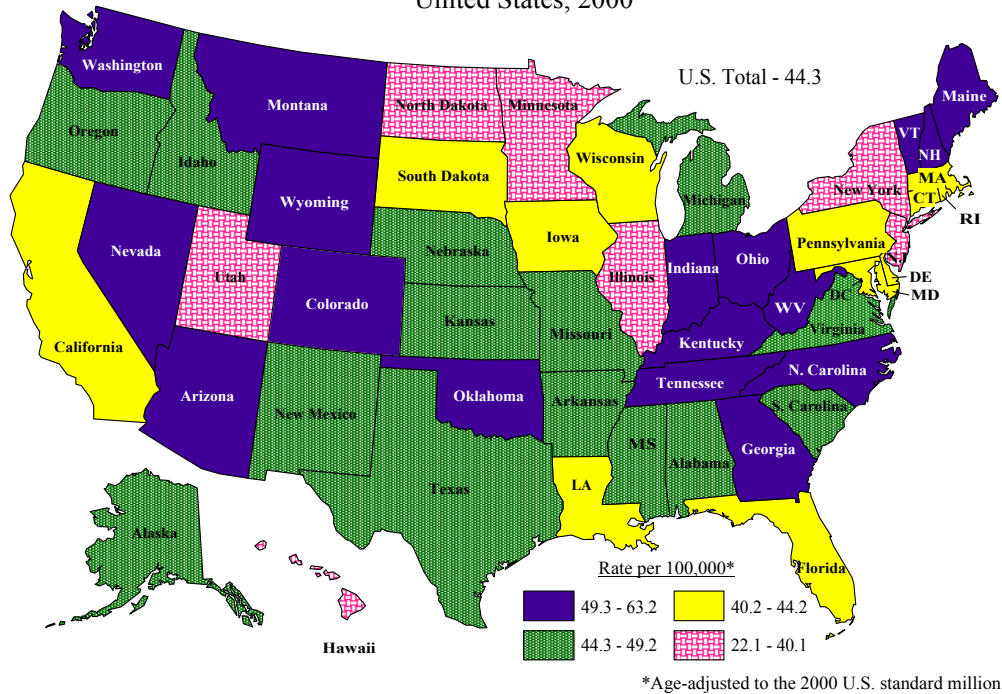 United States, 2000
U.S. Total - 44.3
Washington
Montana
North Dakota
Minnesota
Maine
VT
NH
Oregon
Idaho
Wisconsin
South Dakota
Michigan
New York
MA
CT
RI
Wyoming
Iowa
Pennsylvania
Nebraska
Nevada
Utah
Colorado
Illinois
Indiana
Ohio
NJ
DE
MD
DC
WV
Virginia
Kansas
Missouri
Kentucky
California
N. Carolina
Tennessee
Arizona
New Mexico
Oklahoma
Arkansas
S. Carolina
MS
Alabama
Georgia
Texas
LA
Alaska
Florida
Hawaii
Rate per 100,000*
49.3 - 63.2
40.2 - 44.2
44.3 - 49.2
22.1 - 40.1
*Age-adjusted to the 2000 U.S. standard million